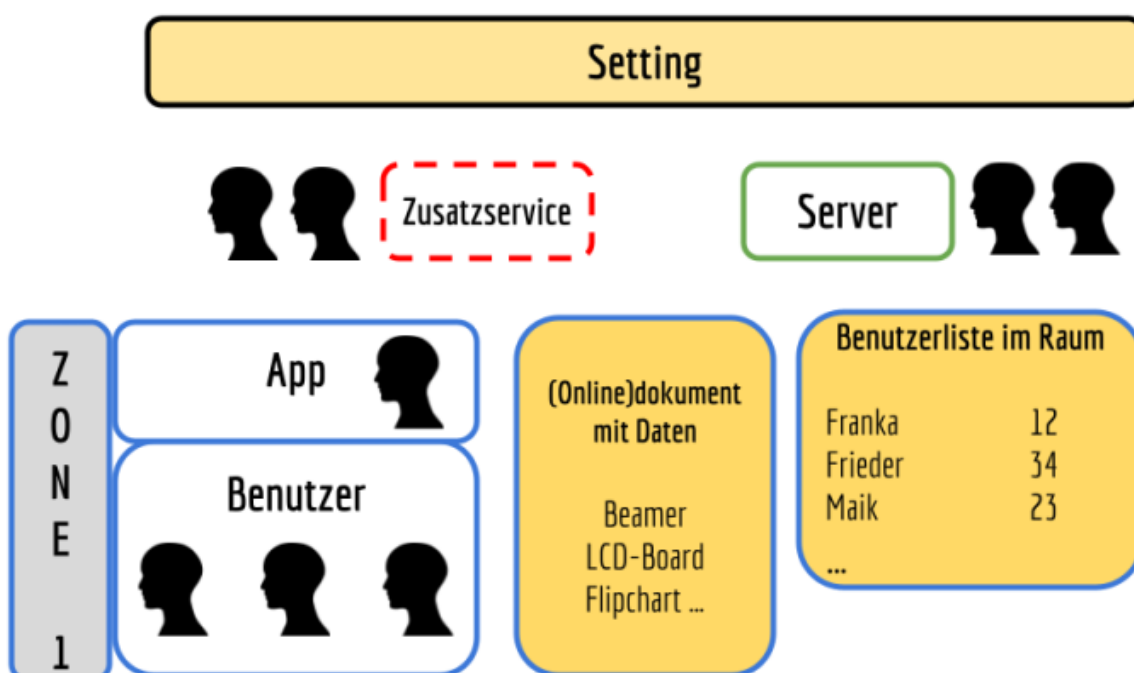 Setting
Zusatzservice
Server
ZONE 1
App
Benutzer
(Online)dokument
mit Daten
Beamer
LCD-Board
Flipchart ...
Benutzerliste im Raum
Franka 12
Frieder 34
Maik 23
...